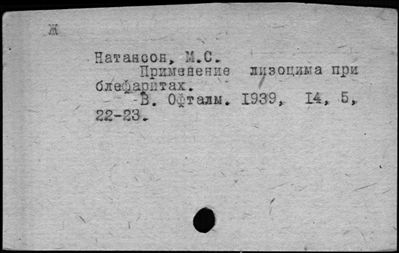 Ж
Натансон, М.С.
Применение лизоцима при
блефаритах.
В. Офталм. 1939, 14, 5,
22-23.